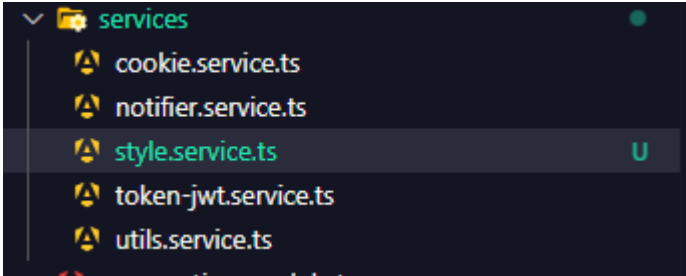 services
cookie.service.ts
notifier.service.ts
style.service.ts U
token-jwt.service.ts
utils.service.ts